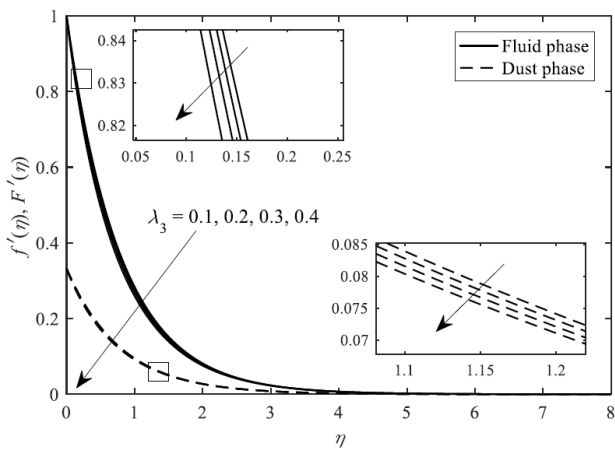 1
0.8
0.6
0.4
0.2
0
f′(η), F′(η)
0.84
0.83
0.82
0.05 0.1 0.15 0.2 0.25
Fluid phase
Dust phase
λ₃ = 0.1, 0.2, 0.3, 0.4
0.085
0.08
0.075
0.07
1.1 1.15 1.2
0 1 2 3 4 5 6 7 8
η